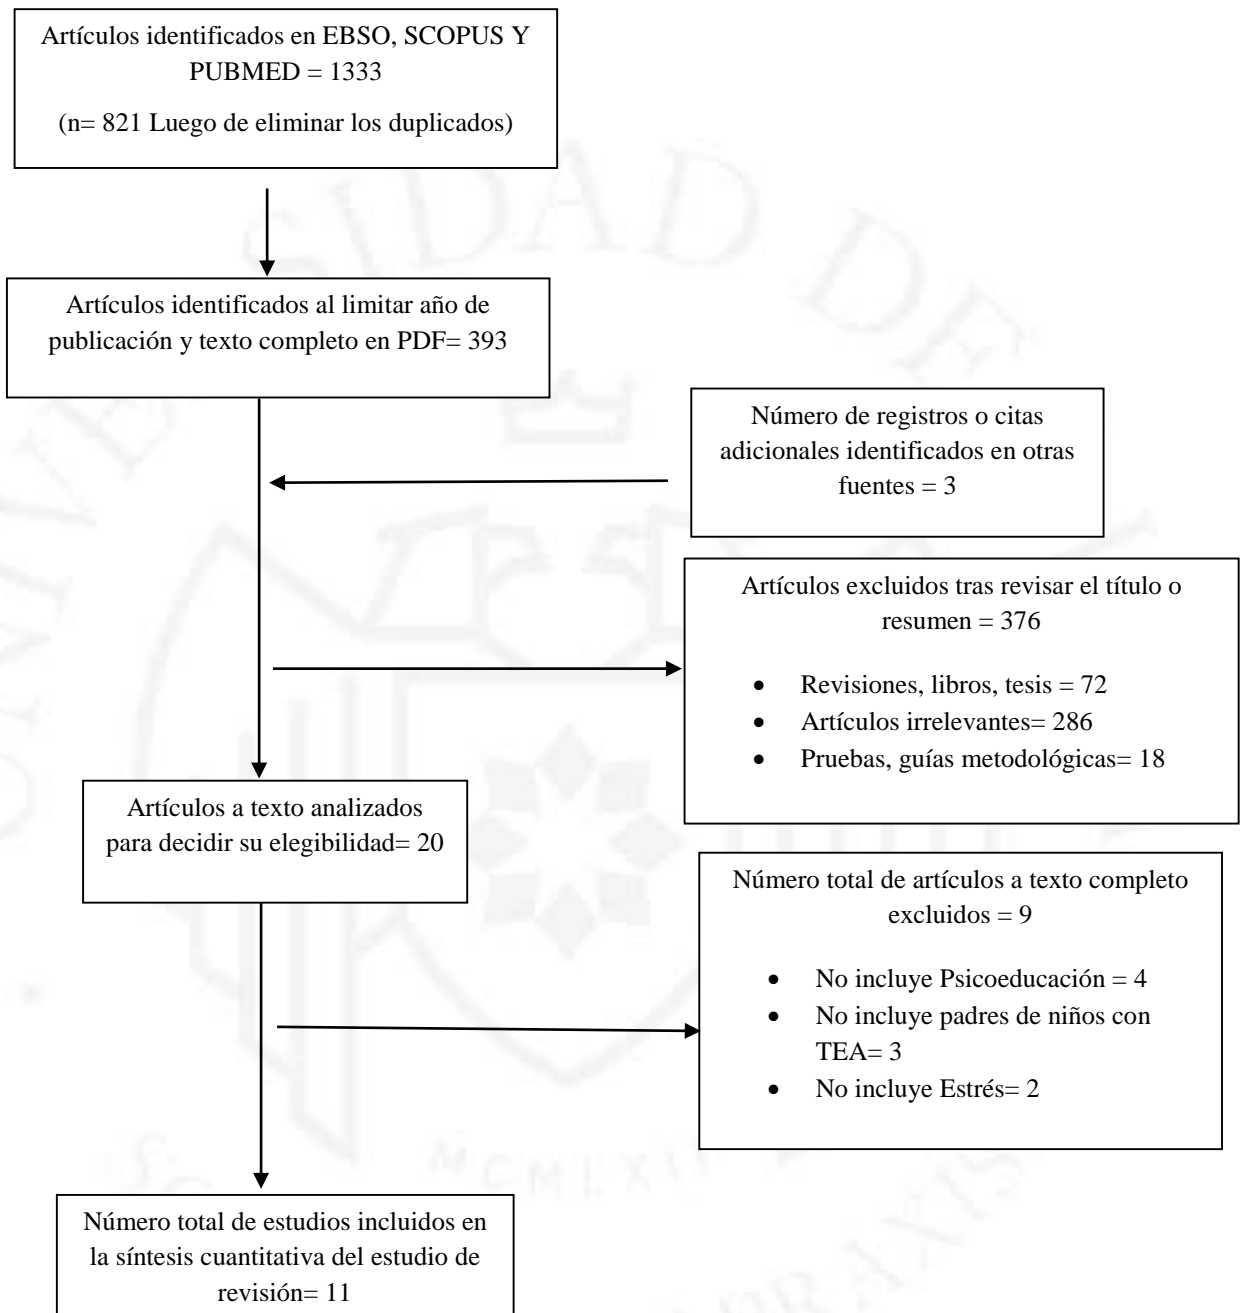 Artículos identificados en EBSO, SCOPUS Y
PUBMED = 1333
(n= 821 Luego de eliminar los duplicados)
Artículos identificados al limitar año de
publicación y texto completo en PDF= 393
Número de registros o citas
adicionales identificados en otras
fuentes = 3
Artículos excluidos tras revisar el título o
resumen = 376
• Revisiones, libros, tesis = 72
• Artículos irrelevantes= 286
• Pruebas, guías metodológicas= 18
Artículos a texto analizados
para decidir su elegibilidad= 20
Número total de artículos a texto completo
excluidos = 9
• No incluye Psicoeducación = 4
• No incluye padres de niños con
TEA= 3
• No incluye Estrés= 2
Número total de estudios incluidos en
la síntesis cuantitativa del estudio de
revisión= 11